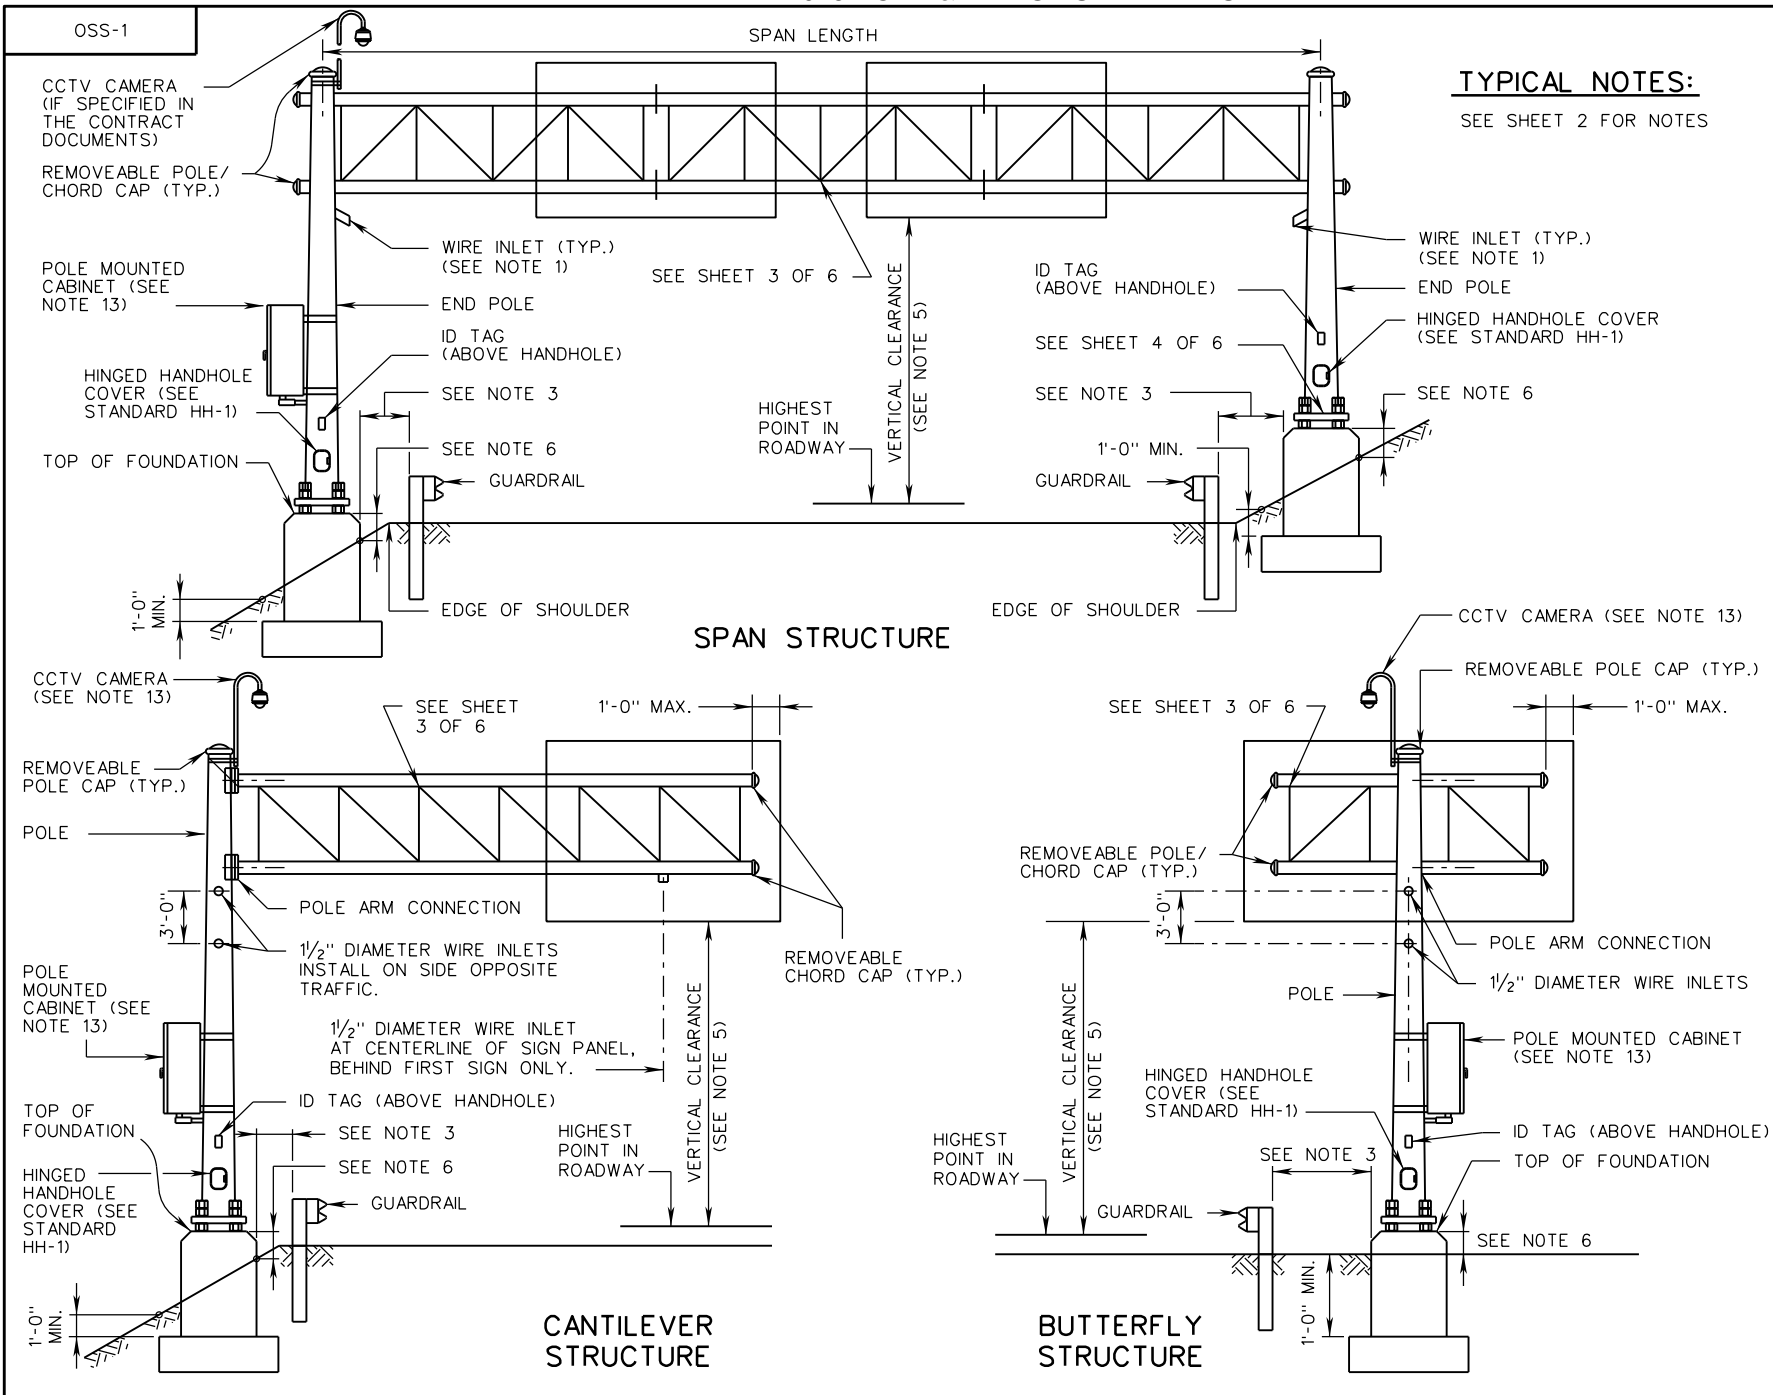 OSS-1
SPAN LENGTH
TYPICAL NOTES:
SEE SHEET 2 FOR NOTES
CCTV CAMERA
(IF SPECIFIED IN
THE CONTRACT
DOCUMENTS)
REMOVEABLE POLE/
CHORD CAP (TYP.)
WIRE INLET (TYP.)
(SEE NOTE 1)
POLE MOUNTED
CABINET (SEE
NOTE 13)
END POLE
ID TAG
(ABOVE HANDHOLE)
HINGED HANDHOLE
COVER (SEE
STANDARD HH-1)
SEE NOTE 3
SEE NOTE 6
TOP OF FOUNDATION
GUARDRAIL
1'-0"
MIN.
EDGE OF SHOULDER
SEE SHEET 3 OF 6
HIGHEST
POINT IN
ROADWAY
VERTICAL CLEARANCE
(SEE NOTE 5)
WIRE INLET (TYP.)
(SEE NOTE 1)
ID TAG
(ABOVE HANDHOLE)
END POLE
HINGED HANDHOLE COVER
(SEE STANDARD HH-1)
SEE SHEET 4 OF 6
SEE NOTE 3
SEE NOTE 6
1'-0" MIN.
GUARDRAIL
EDGE OF SHOULDER
SPAN STRUCTURE
CCTV CAMERA
(SEE NOTE 13)
SEE SHEET
3 OF 6
1'-0" MAX.
REMOVEABLE
POLE CAP (TYP.)
POLE
3'-0"
POLE ARM CONNECTION
1 1/2" DIAMETER WIRE INLETS
INSTALL ON SIDE OPPOSITE
TRAFFIC.
REMOVEABLE
CHORD CAP (TYP.)
POLE
MOUNTED
CABINET (SEE
NOTE 13)
1 1/2" DIAMETER WIRE INLET
AT CENTERLINE OF SIGN PANEL,
BEHIND FIRST SIGN ONLY.
VERTICAL CLEARANCE
(SEE NOTE 5)
TOP OF
FOUNDATION
ID TAG (ABOVE HANDHOLE)
SEE NOTE 3
SEE NOTE 6
HIGHEST
POINT IN
ROADWAY
HINGED
HANDHOLE
COVER (SEE
STANDARD
HH-1)
GUARDRAIL
1'-0"
MIN.
CANTILEVER
STRUCTURE
CCTV CAMERA (SEE NOTE 13)
REMOVEABLE POLE CAP (TYP.)
SEE SHEET 3 OF 6
1'-0" MAX.
REMOVEABLE POLE/
CHORD CAP (TYP.)
3'-0"
POLE ARM CONNECTION
1 1/2" DIAMETER WIRE INLETS
POLE
VERTICAL CLEARANCE
(SEE NOTE 5)
POLE MOUNTED CABINET
(SEE NOTE 13)
HINGED HANDHOLE
COVER (SEE
STANDARD HH-1)
HIGHEST
POINT IN
ROADWAY
SEE NOTE 3
ID TAG (ABOVE HANDHOLE)
TOP OF FOUNDATION
GUARDRAIL
SEE NOTE 6
1'-0" MIN.
BUTTERFLY
STRUCTURE